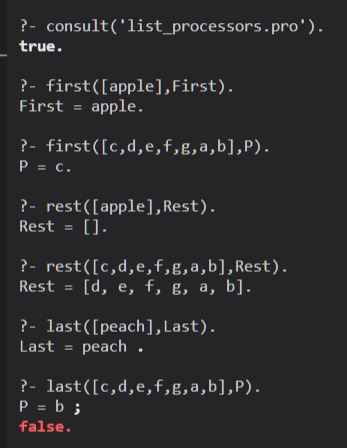 ?- consult('list_processors.pro').
true.
?- first([apple],First).
First = apple.
?- first([c,d,e,f,g,a,b],P).
P = c.
?- rest([apple],Rest).
Rest = [].
?- rest([c,d,e,f,g,a,b],Rest).
Rest = [d, e, f, g, a, b].
?- last([peach],Last).
Last = peach .
?- last([c,d,e,f,g,a,b],P).
P = b ;
false.